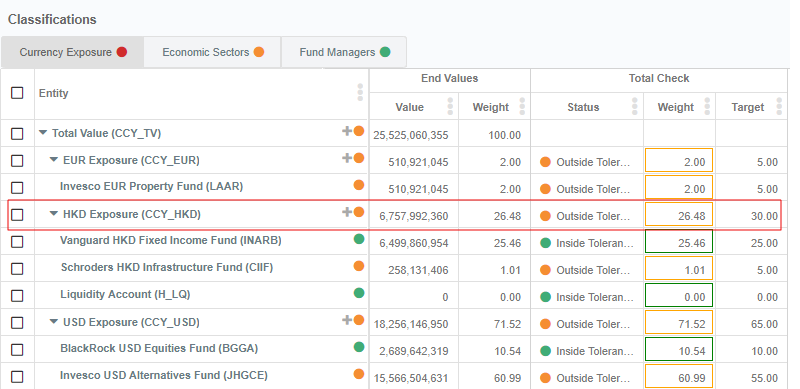 Classifications
Currency Exposure Economic Sectors Fund Managers
Entity End Values Total Check
Value Weight Status Weight Target
Total Value (CCY_TV) 25,525,060,355 100.00
EUR Exposure (CCY_EUR) 510,921,045 2.00 Outside Toler... 2.00 5.00
Invesco EUR Property Fund (LAAR) 510,921,045 2.00 Outside Toler... 2.00 5.00
HKD Exposure (CCY_HKD) 6,757,992,360 26.48 Outside Toler... 26.48 30.00
Vanguard HKD Fixed Income Fund (INARB) 6,499,860,954 25.46 Inside Toleran... 25.46 25.00
Schroders HKD Infrastructure Fund (CIIF) 258,131,406 1.01 Outside Toler... 1.01 5.00
Liquidity Account (H_LQ) 0 0.00 Inside Toleran... 0.00 0.00
USD Exposure (CCY_USD) 18,256,146,950 71.52 Outside Toler... 71.52 65.00
BlackRock USD Equities Fund (BGGA) 2,689,642,319 10.54 Inside Toleran... 10.54 10.00
Invesco USD Alternatives Fund (JHGCE) 15,566,504,631 60.99 Outside Toler... 60.99 55.00